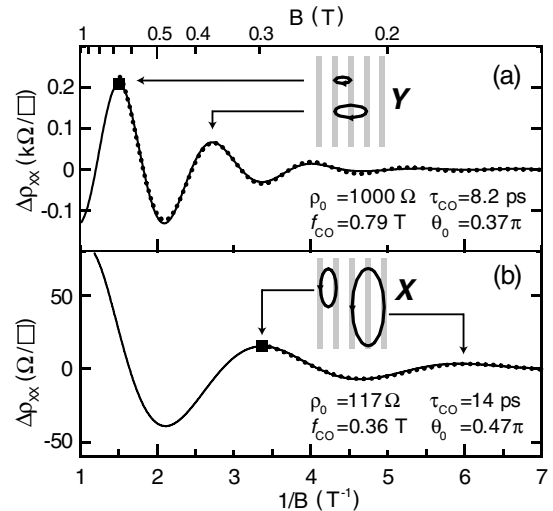 B (T)
1 0.5 0.4 0.3 0.2
(a)
0.2
0.1
0
-0.1
Δρxx (kΩ/□)
Y
ρ0 =1000 Ω τCO=8.2 ps
fCO=0.79 T θ0 =0.37π
(b)
50
0
-50
Δρxx (Ω/□)
X
ρ0 =117Ω τCO=14 ps
fCO=0.36 T θ0 =0.47π
1 2 3 4 5 6 7
1/B (T⁻¹)